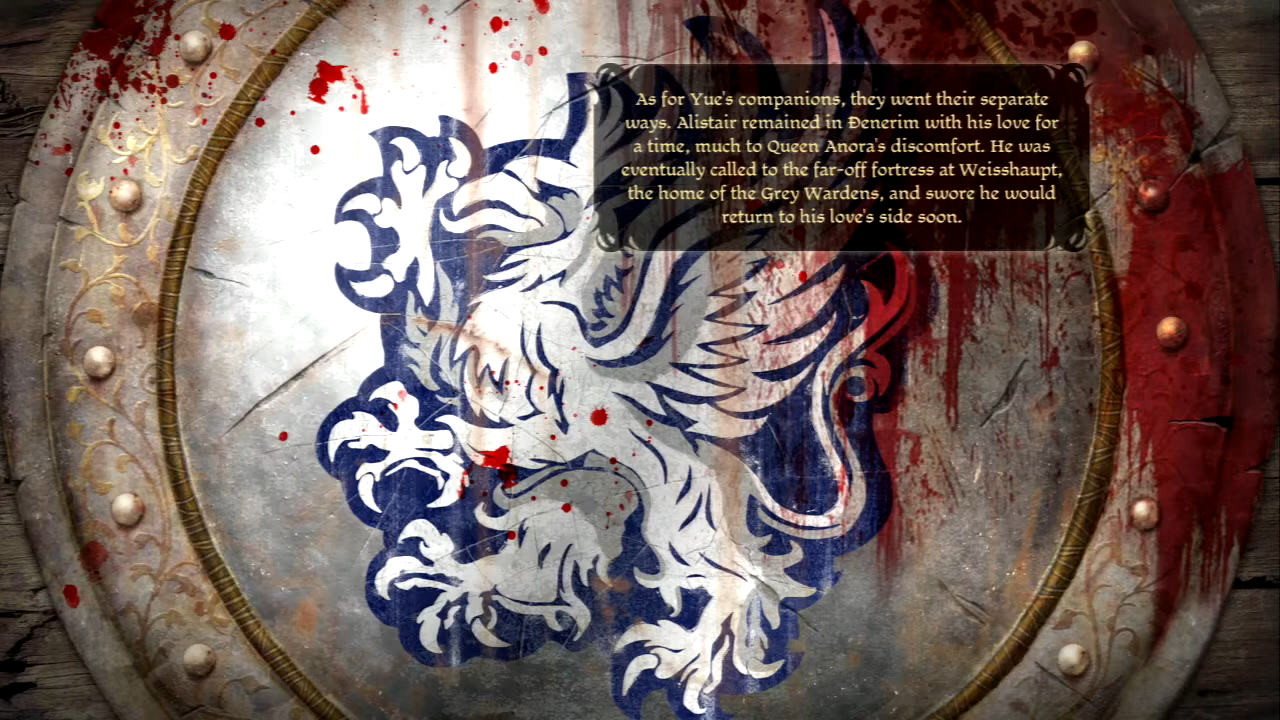 As for Yue's companions, they went their separate
ways. Alistair remained in Denerim with his love for
a time, much to Queen Anora's discomfort. He was
eventually called to the far-off fortress at Weisshaupt,
the home of the Grey Wardens, and swore he would
return to his love's side soon.